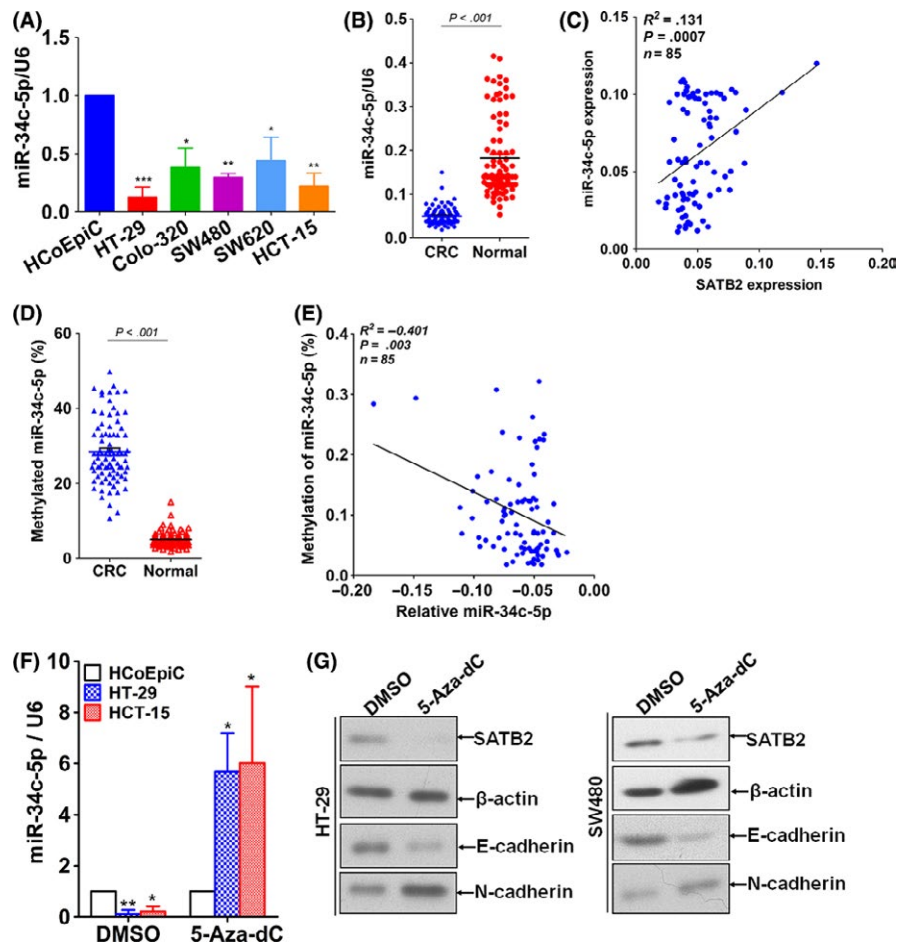 (A)
miR-34c-5p/U6
1.5
1.0
0.5
0.0
***
*
**
*
**
HCoEpiC
HT-29
Colo-320
SW480
SW620
HCT-15
(B)
miR-34c-5p/U6
P < .001
0.5
0.4
0.3
0.2
0.1
0.0
CRC
Normal
(C)
R² = .131
P = .0007
n = 85
miR-34c-5p expression
0.15
0.10
0.05
0.00
0.00
0.05
0.10
0.15
0.20
SATB2 expression
(D)
Methylated miR-34c-5p (%)
P < .001
60
40
20
0
CRC
Normal
(E)
R² = −0.401
P = .003
n = 85
Methylation of miR-34c-5p (%)
0.4
0.3
0.2
0.1
0.0
−0.20
−0.15
−0.10
−0.05
0.00
Relative miR-34c-5p
(F)
miR-34c-5p / U6
10
8
6
4
2
0
HCoEpiC
HT-29
HCT-15
**
*
*
*
DMSO
5-Aza-dC
(G)
DMSO
5-Aza-dC
HT-29
SATB2
β-actin
E-cadherin
N-cadherin
DMSO
5-Aza-dC
SW480
SATB2
β-actin
E-cadherin
N-cadherin